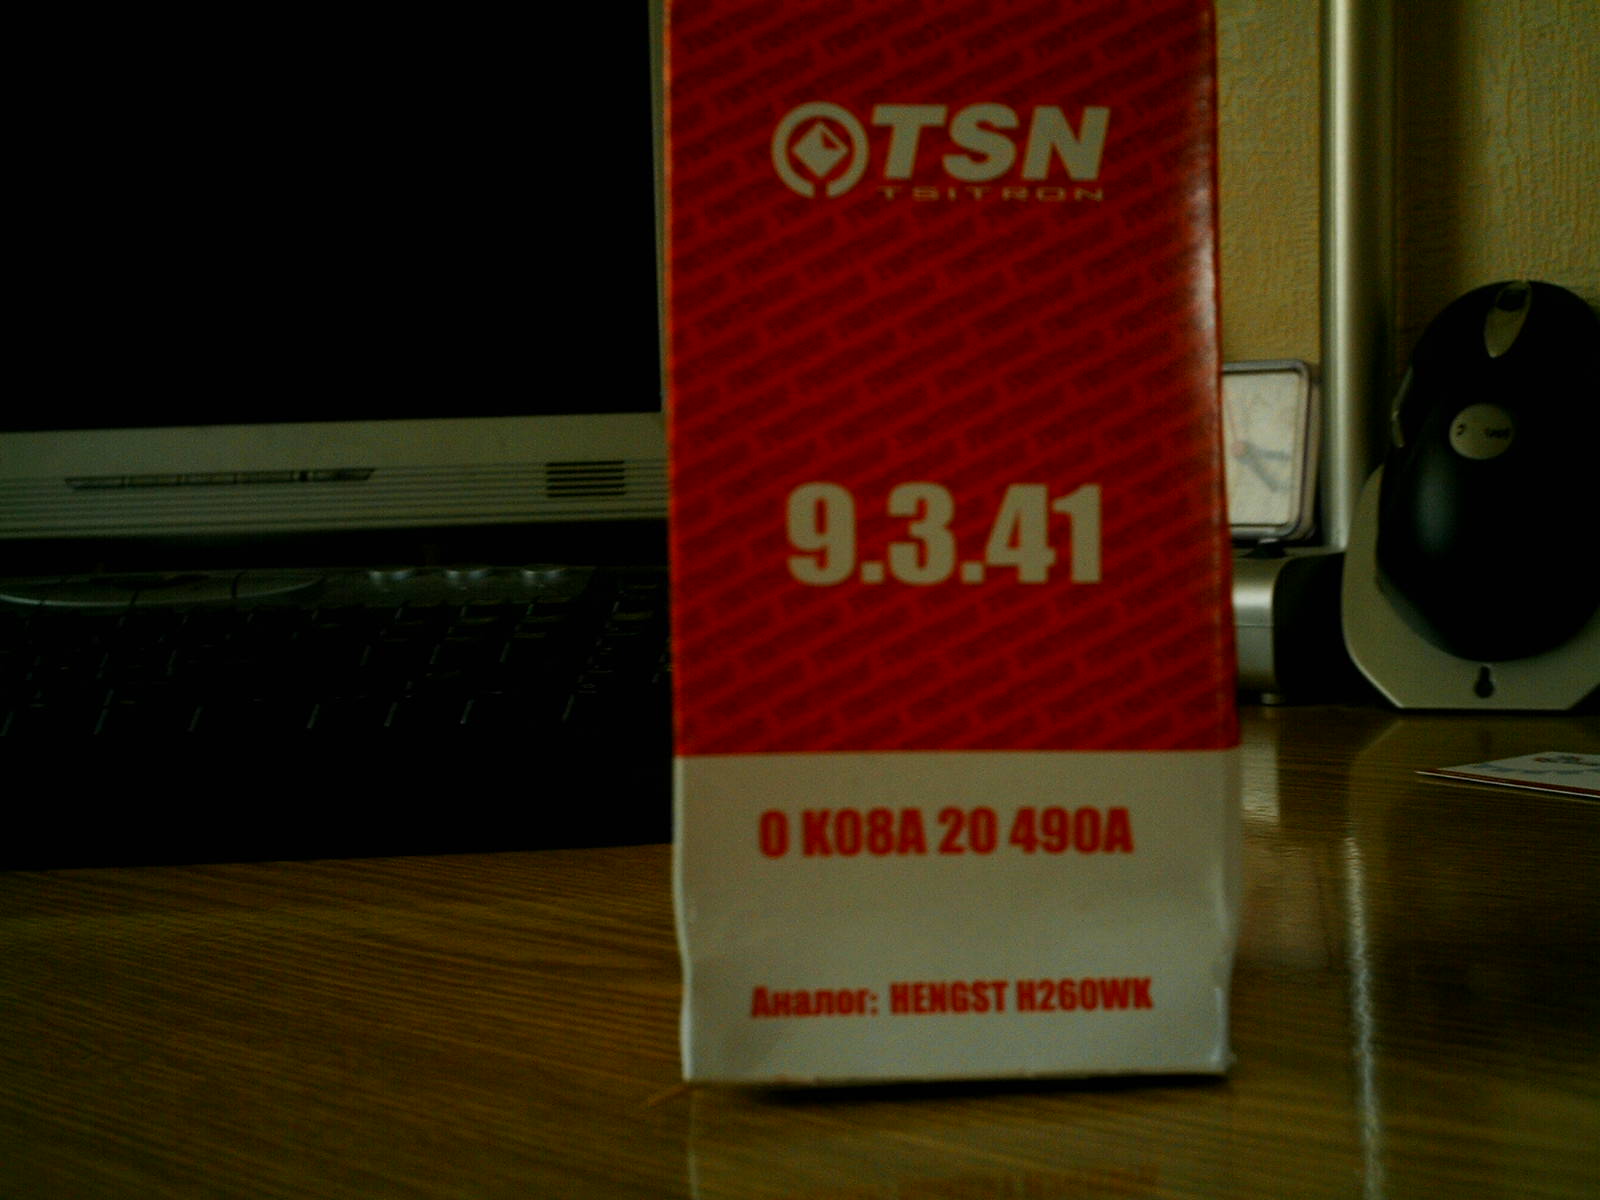 TSN
TSITRON
9.3.41
0 K08A 20 490A
Аналог: HENGST H260WK